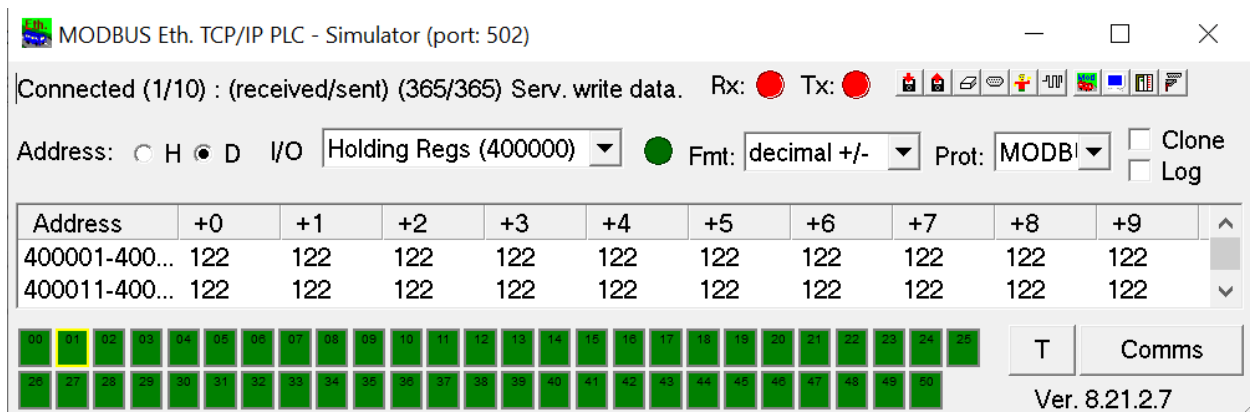 MODBUS Eth. TCP/IP PLC - Simulator (port: 502)
Connected (1/10) : (received/sent) (365/365) Serv. write data. Rx: Tx:
Address: H D I/O Holding Regs (400000) Fmt: decimal +/- Prot: MODB Clone
Log
Address +0 +1 +2 +3 +4 +5 +6 +7 +8 +9
400001-400... 122 122 122 122 122 122 122 122 122 122
400011-400... 122 122 122 122 122 122 122 122 122 122
00 01 02 03 04 05 06 07 08 09 10 11 12 13 14 15 16 17 18 19 20 21 22 23 24 25 T Comms
26 27 28 29 30 31 32 33 34 35 36 37 38 39 40 41 42 43 44 45 46 47 48 49 50
Ver. 8.21.2.7